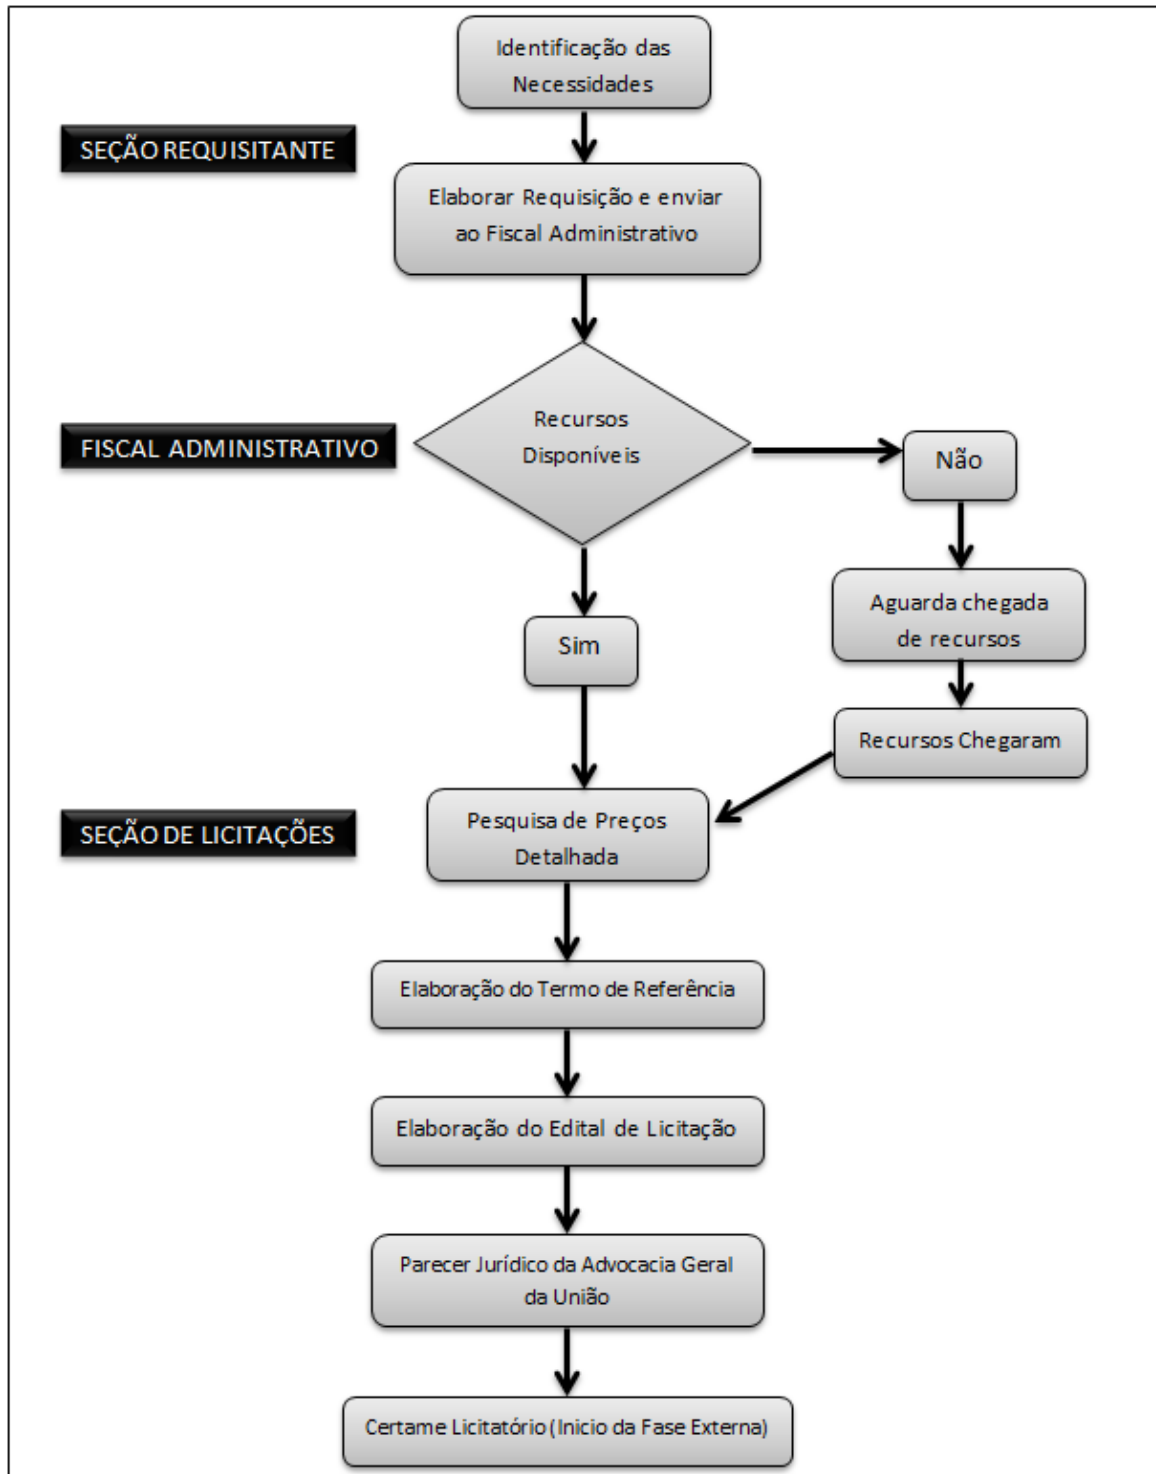 Identificação das
Necessidades
SEÇÃO REQUISITANTE
Elaborar Requisição e enviar
ao Fiscal Administrativo
FISCAL ADMINISTRATIVO
Recursos
Disponíveis
Não
Sim
Aguarda chegada
de recursos
Recursos Chegaram
SEÇÃO DE LICITAÇÕES
Pesquisa de Preços
Detalhada
Elaboração do Termo de Referência
Elaboração do Edital de Licitação
Parecer Jurídico da Advocacia Geral
da União
Certame Licitatório (Inicio da Fase Externa)